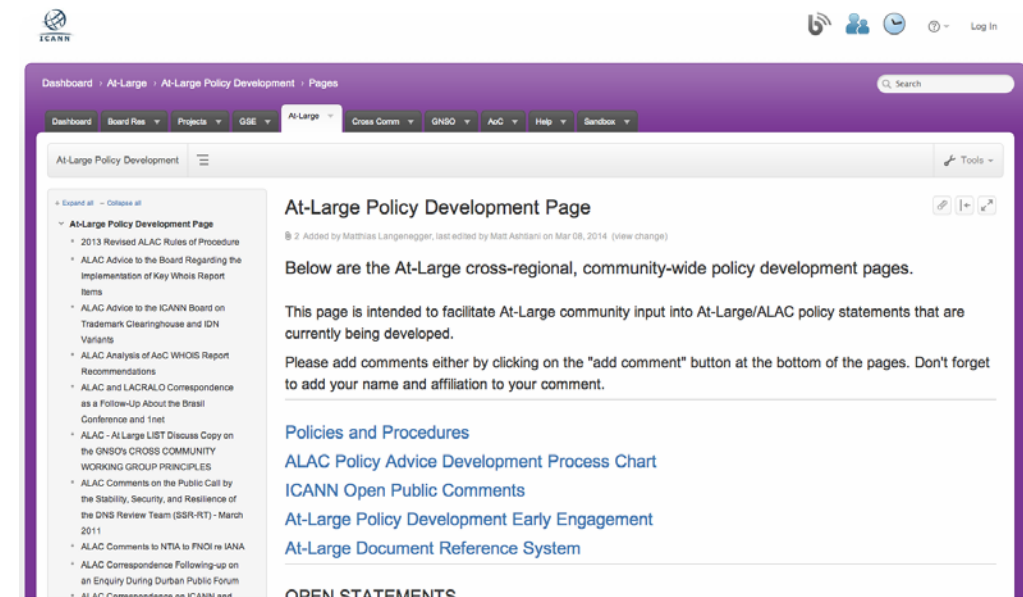 ICANN
Log In
Dashboard › At-Large › At-Large Policy Development › Pages
Search
Dashboard Board Res Projects GSE At-Large Cross Comm GNSO AoC Help Sandbox
At-Large Policy Development
Tools
+ Expand all − Collapse all
At-Large Policy Development Page
2013 Revised ALAC Rules of Procedure
ALAC Advice to the Board Regarding the
Implementation of Key Whois Report
Items
ALAC Advice to the ICANN Board on
Trademark Clearinghouse and IDN
Variants
ALAC Analysis of AoC WHOIS Report
Recommendations
ALAC and LACRALO Correspondence
as a Follow-Up About the Brasil
Conference and 1net
ALAC - At Large LIST Discuss Copy on
the GNSO's CROSS COMMUNITY
WORKING GROUP PRINCIPLES
ALAC Comments on the Public Call by
the Stability, Security, and Resilience of
the DNS Review Team (SSR-RT) - March
2011
ALAC Comments to NTIA to FNOI re IANA
ALAC Correspondence Following-up on
an Enquiry During Durban Public Forum
ALAC Correspondence on ICANN and
At-Large Policy Development Page
2 Added by Matthias Langenegger, last edited by Matt Ashtiani on Mar 08, 2014 (view change)
Below are the At-Large cross-regional, community-wide policy development pages.
This page is intended to facilitate At-Large community input into At-Large/ALAC policy statements that are
currently being developed.
Please add comments either by clicking on the "add comment" button at the bottom of the pages. Don't forget
to add your name and affiliation to your comment.
Policies and Procedures
ALAC Policy Advice Development Process Chart
ICANN Open Public Comments
At-Large Policy Development Early Engagement
At-Large Document Reference System
OPEN STATEMENTS